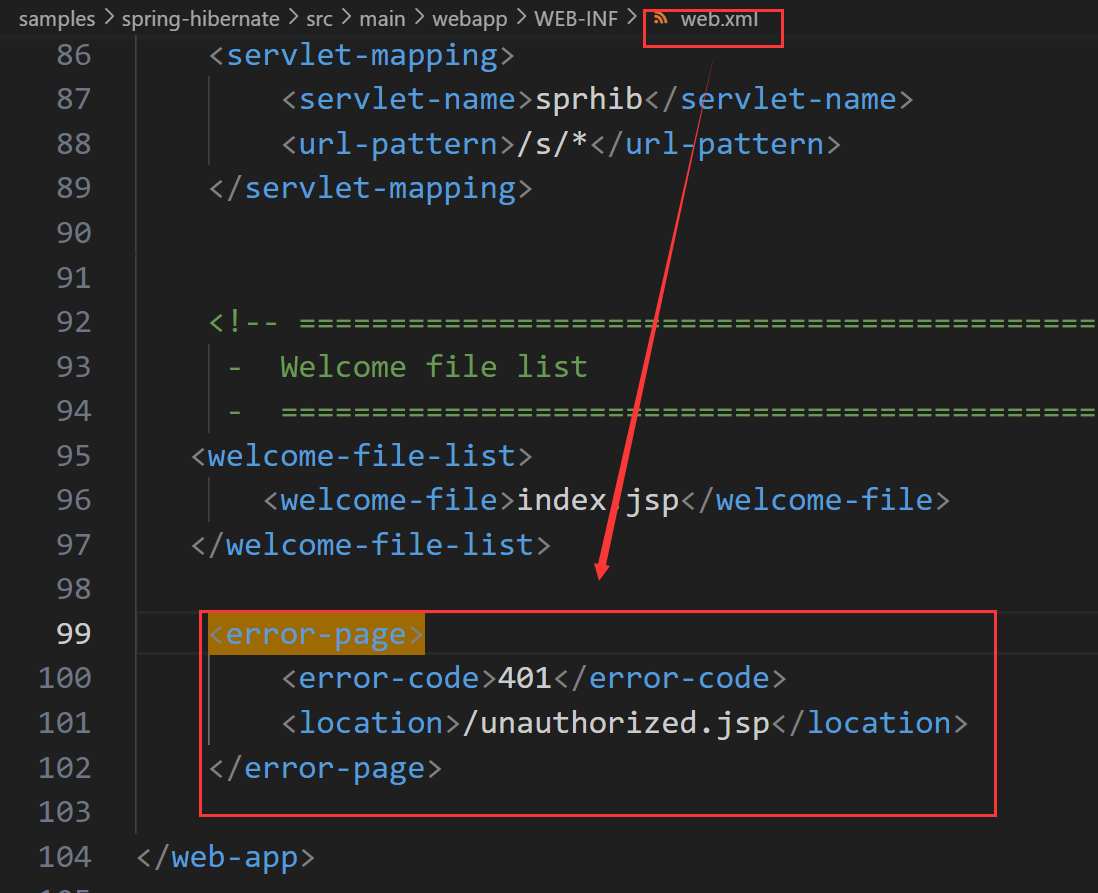 samples > spring-hibernate > src > main > webapp > WEB-INF > web.xml
86 <servlet-mapping>
87 <servlet-name>sprhib</servlet-name>
88 <url-pattern>/s/*</url-pattern>
89 </servlet-mapping>
90
91
92 <!-- ============================================
93 - Welcome file list
94 - =============================================
95 <welcome-file-list>
96 <welcome-file>index.jsp</welcome-file>
97 </welcome-file-list>
98
99 <error-page>
100 <error-code>401</error-code>
101 <location>/unauthorized.jsp</location>
102 </error-page>
103
104 </web-app>